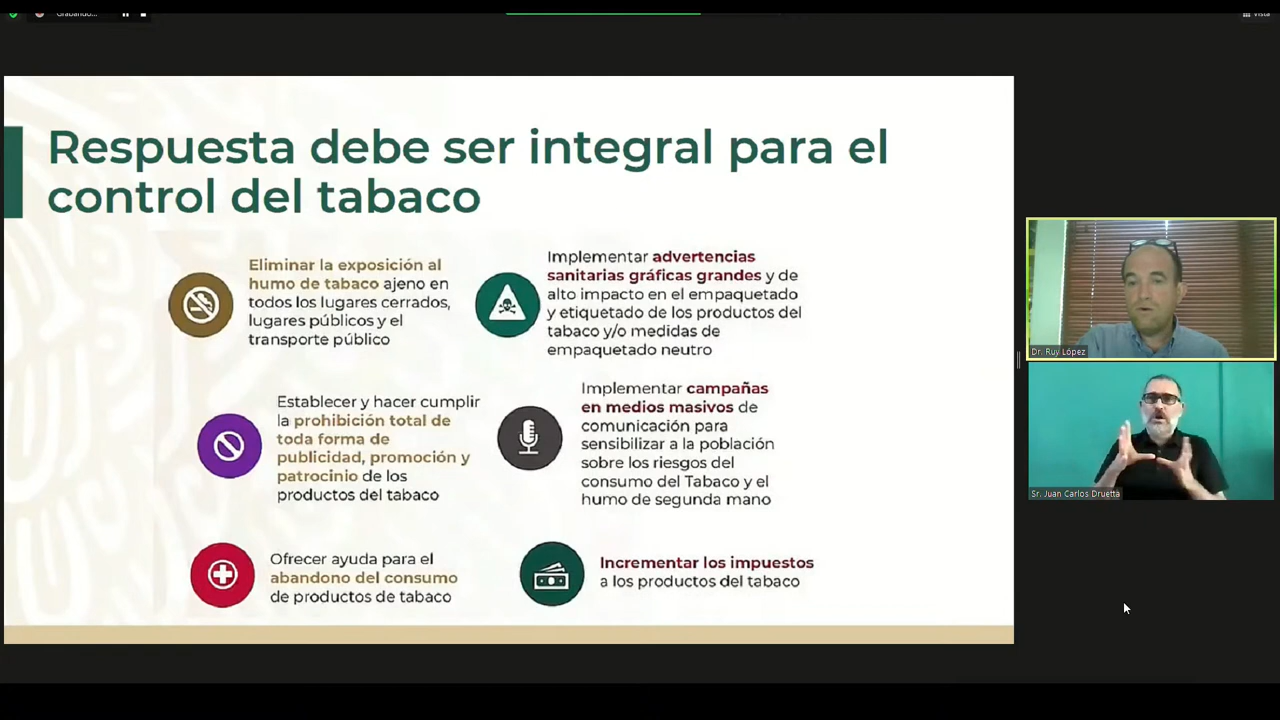 Grabando...
Vista
Respuesta debe ser integral para el
control del tabaco
Eliminar la exposición al
humo de tabaco ajeno en
todos los lugares cerrados,
lugares públicos y el
transporte público
Implementar advertencias
sanitarias gráficas grandes y de
alto impacto en el empaquetado
y etiquetado de los productos del
tabaco y/o medidas de
empaquetado neutro
Establecer y hacer cumplir
la prohibición total de
toda forma de
publicidad, promoción y
patrocinio de los
productos del tabaco
Implementar campañas
en medios masivos de
comunicación para
sensibilizar a la población
sobre los riesgos del
consumo del Tabaco y el
humo de segunda mano
Ofrecer ayuda para el
abandono del consumo
de productos de tabaco
Incrementar los impuestos
a los productos del tabaco
Dr. Ruy López
Sr. Juan Carlos Druetta